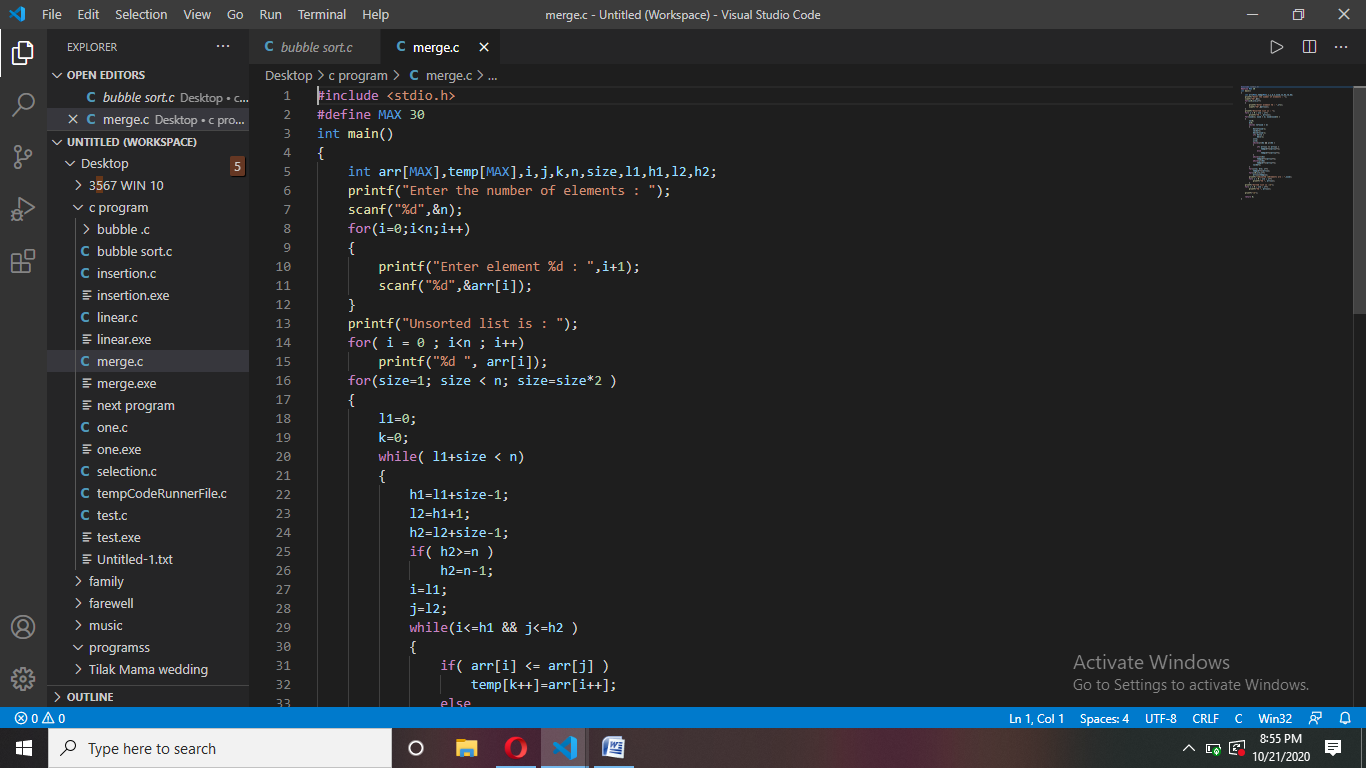 File Edit Selection View Go Run Terminal Help merge.c - Untitled (Workspace) - Visual Studio Code
EXPLORER ···
OPEN EDITORS
bubble sort.c Desktop • c...
merge.c Desktop • c pro...
UNTITLED (WORKSPACE)
Desktop 5
3567 WIN 10
c program
bubble .c
C bubble sort.c
C insertion.c
insertion.exe
C linear.c
linear.exe
C merge.c
merge.exe
next program
C one.c
one.exe
C selection.c
C tempCodeRunnerFile.c
C test.c
test.exe
Untitled-1.txt
family
farewell
music
programss
Tilak Mama wedding
OUTLINE
C bubble sort.c C merge.c
Desktop > c program > C merge.c > ...
1 #include <stdio.h>
2 #define MAX 30
3 int main()
4 {
5 int arr[MAX],temp[MAX],i,j,k,n,size,l1,h1,l2,h2;
6 printf("Enter the number of elements : ");
7 scanf("%d",&n);
8 for(i=0;i<n;i++)
9 {
10 printf("Enter element %d : ",i+1);
11 scanf("%d",&arr[i]);
12 }
13 printf("Unsorted list is : ");
14 for( i = 0 ; i<n ; i++)
15 printf("%d ", arr[i]);
16 for(size=1; size < n; size=size*2 )
17 {
18 l1=0;
19 k=0;
20 while( l1+size < n)
21 {
22 h1=l1+size-1;
23 l2=h1+1;
24 h2=l2+size-1;
25 if( h2>=n )
26 h2=n-1;
27 i=l1;
28 j=l2;
29 while(i<=h1 && j<=h2 )
30 {
31 if( arr[i] <= arr[j] )
32 temp[k++]=arr[i++];
33 else
Activate Windows
Go to Settings to activate Windows.
0 0 Ln 1, Col 1 Spaces: 4 UTF-8 CRLF C Win32
Type here to search
8:55 PM
10/21/2020